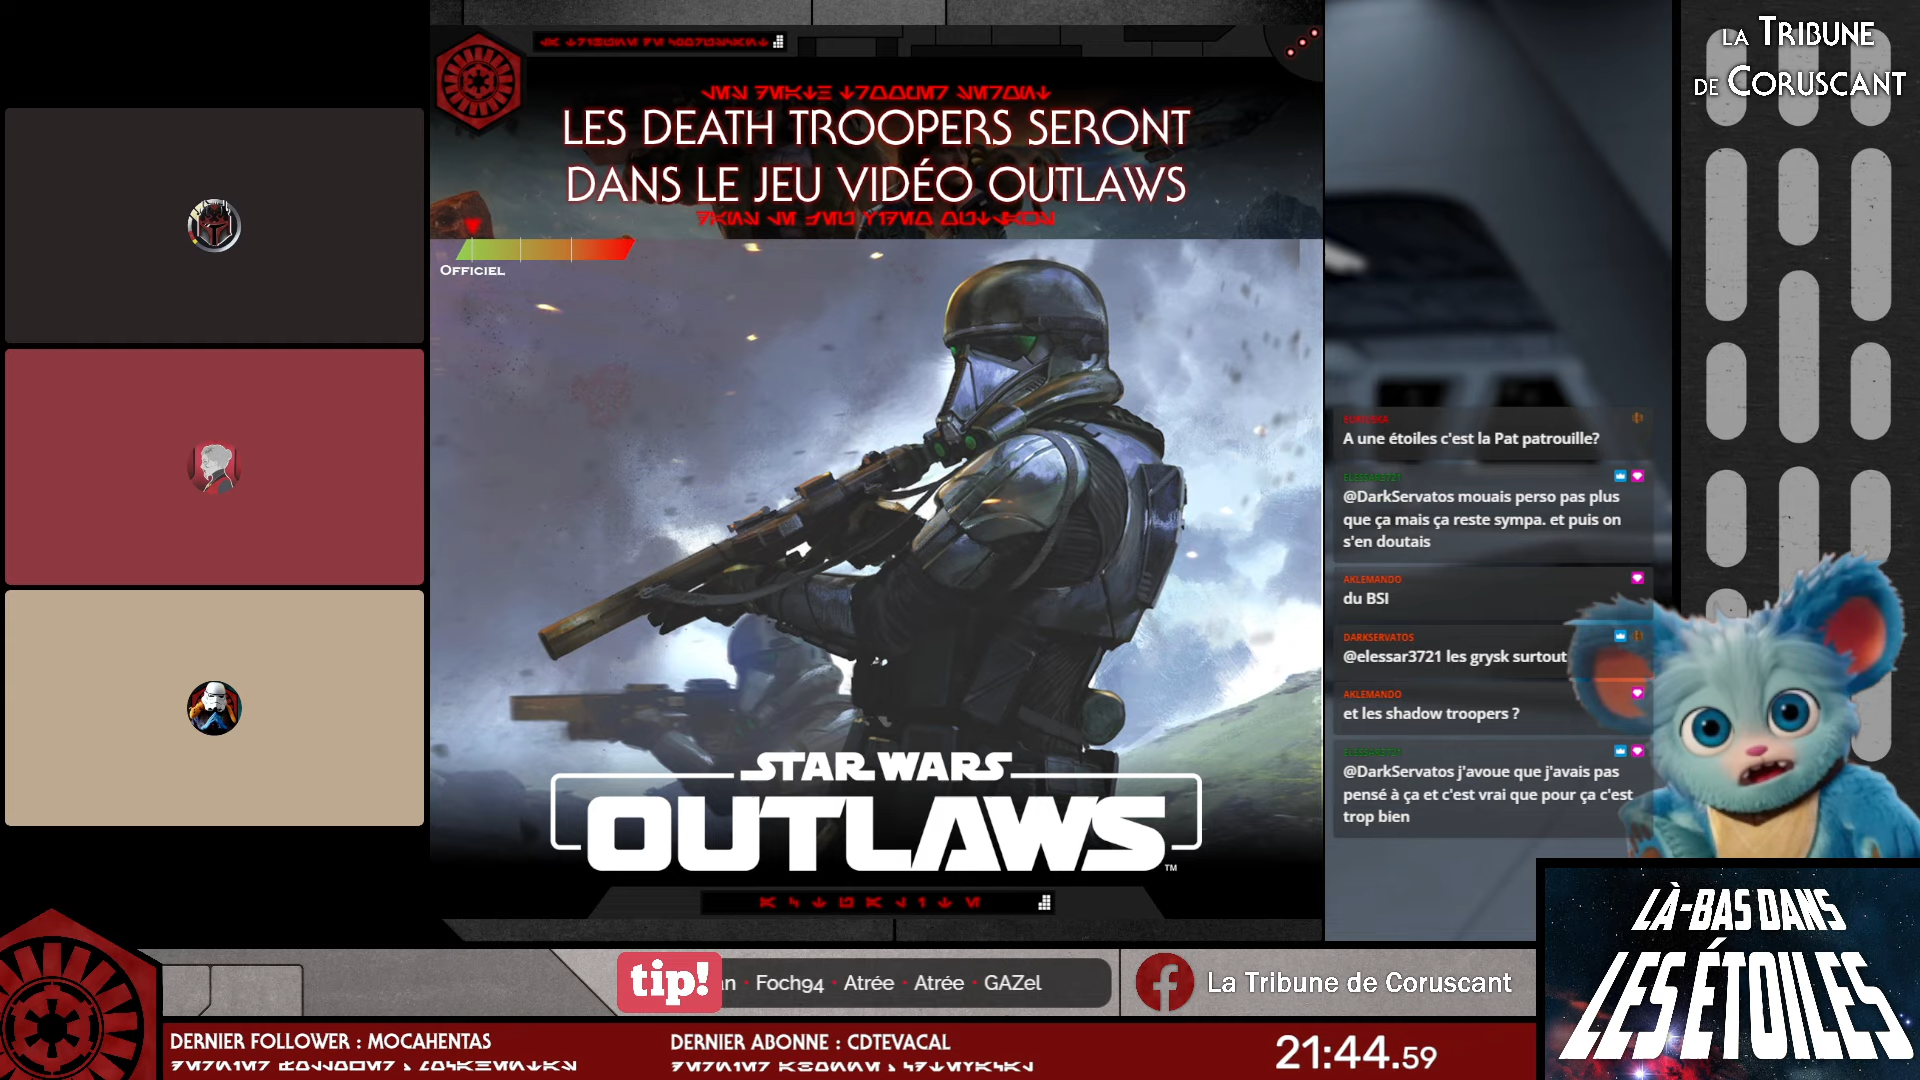 LES DEATH TROOPERS SERONT
DANS LE JEU VIDÉO OUTLAWS
OFFICIEL
STAR WARS
OUTLAWS
TM
LA TRIBUNE
DE CORUSCANT
A une étoiles c'est la Pat patrouille?
ELESSAR3721
@DarkServatos mouais perso pas plus
que ça mais ça reste sympa. et puis on
s'en doutais
AKLEMANDO
du BSI
DARKSERVATOS
@elessar3721 les grysk surtout
AKLEMANDO
et les shadow troopers ?
ELESSAR3721
@DarkServatos j'avoue que j'avais pas
pensé à ça et c'est vrai que pour ça c'est
trop bien
LÀ-BAS DANS
LES ÉTOILES
tip!
an • Foch94 • Atrée • Atrée • GAZel
La Tribune de Coruscant
DERNIER FOLLOWER : MOCAHENTAS
DERNIER ABONNE : CDTEVACAL
21:44.59